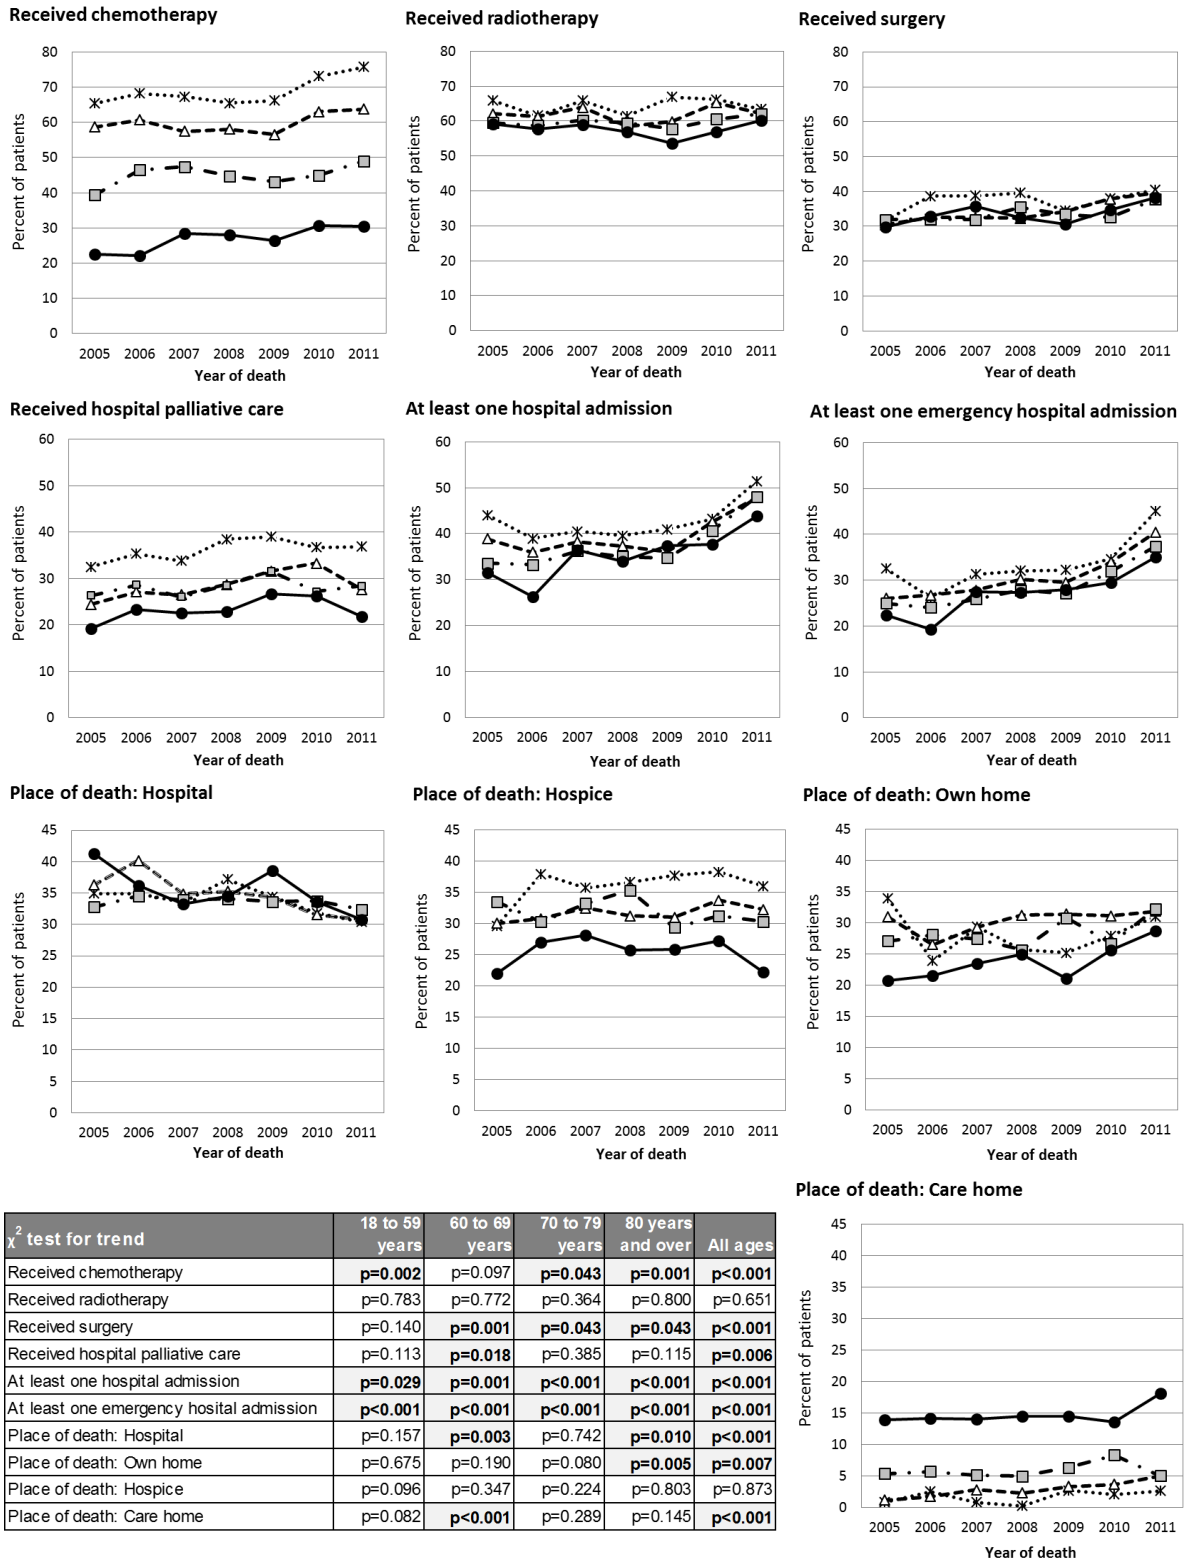 Received chemotherapy
Received radiotherapy
Received surgery
80
70
60
50
40
30
20
10
0
Percent of patients
2005 2006 2007 2008 2009 2010 2011
Year of death
80
70
60
50
40
30
20
10
0
Percent of patients
2005 2006 2007 2008 2009 2010 2011
Year of death
80
70
60
50
40
30
20
10
0
Percent of patients
2005 2006 2007 2008 2009 2010 2011
Year of death
Received hospital palliative care
At least one hospital admission
At least one emergency hospital admission
60
50
40
30
20
10
0
Percent of patients
2005 2006 2007 2008 2009 2010 2011
Year of death
60
50
40
30
20
10
0
Percent of patients
2005 2006 2007 2008 2009 2010 2011
Year of death
60
50
40
30
20
10
0
Percent of patients
2005 2006 2007 2008 2009 2010 2011
Year of death
Place of death: Hospital
Place of death: Hospice
Place of death: Own home
45
40
35
30
25
20
15
10
5
0
Percent of patients
2005 2006 2007 2008 2009 2010 2011
Year of death
45
40
35
30
25
20
15
10
5
0
Percent of patients
2005 2006 2007 2008 2009 2010 2011
Year of death
45
40
35
30
25
20
15
10
5
0
Percent of patients
2005 2006 2007 2008 2009 2010 2011
Year of death
χ² test for trend 18 to 59 years 60 to 69 years 70 to 79 years 80 years and over All ages
Received chemotherapy p=0.002 p=0.097 p=0.043 p=0.001 p<0.001
Received radiotherapy p=0.783 p=0.772 p=0.364 p=0.800 p=0.651
Received surgery p=0.140 p=0.001 p=0.043 p=0.043 p<0.001
Received hospital palliative care p=0.113 p=0.018 p=0.385 p=0.115 p=0.006
At least one hospital admission p=0.029 p=0.001 p<0.001 p<0.001 p<0.001
At least one emergency hosital admission p<0.001 p<0.001 p<0.001 p<0.001 p<0.001
Place of death: Hospital p=0.157 p=0.003 p=0.742 p=0.010 p<0.001
Place of death: Own home p=0.675 p=0.190 p=0.080 p=0.005 p=0.007
Place of death: Hospice p=0.096 p=0.347 p=0.224 p=0.803 p=0.873
Place of death: Care home p=0.082 p<0.001 p=0.289 p=0.145 p<0.001
Place of death: Care home
45
40
35
30
25
20
15
10
5
0
Percent of patients
2005 2006 2007 2008 2009 2010 2011
Year of death